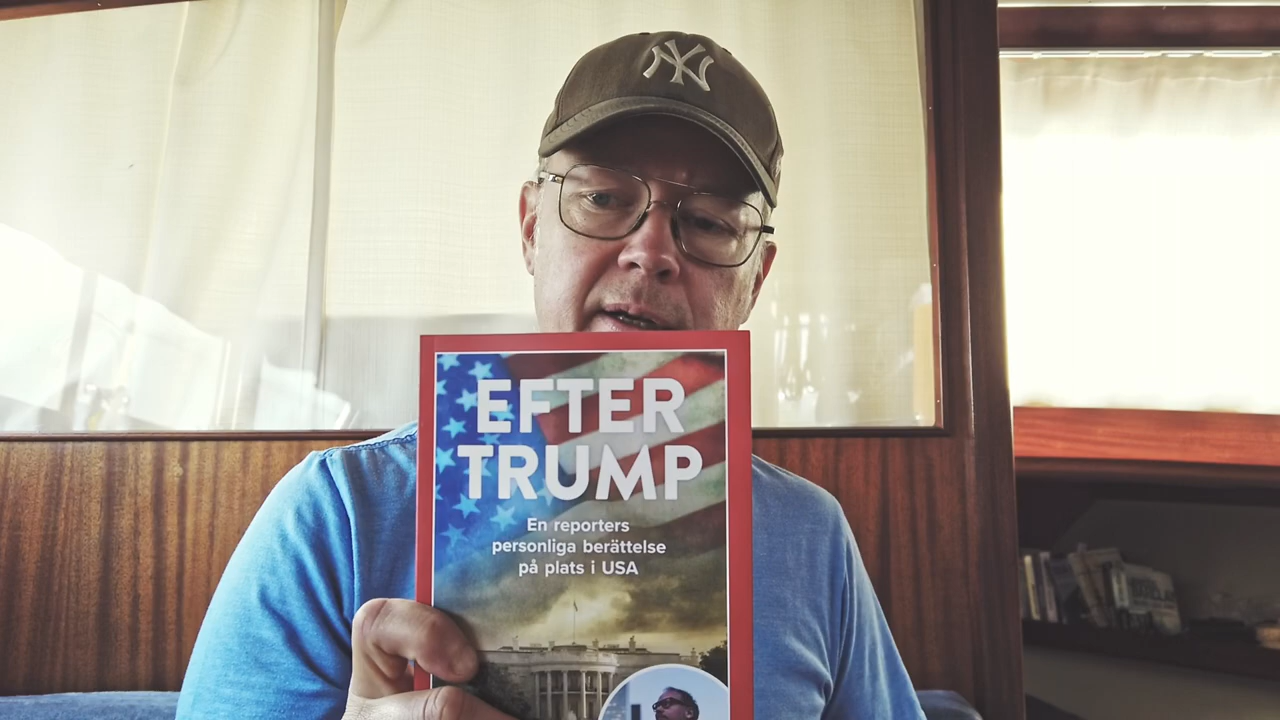 NY
EFTER
TRUMP
En reporters
personliga berättelse
på plats i USA